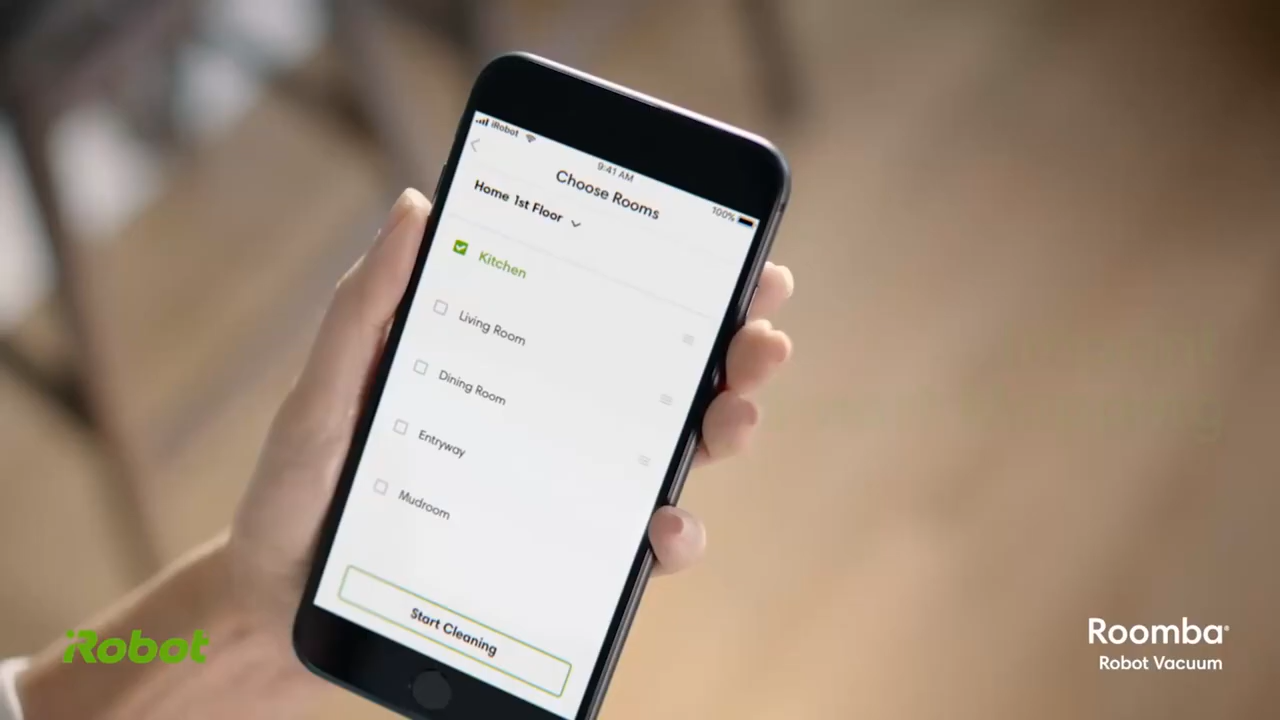 iRobot
9:41 AM
100%
Choose Rooms
Home 1st Floor
Kitchen
Living Room
Dining Room
Entryway
Mudroom
Start Cleaning
iRobot
Roomba®
Robot Vacuum